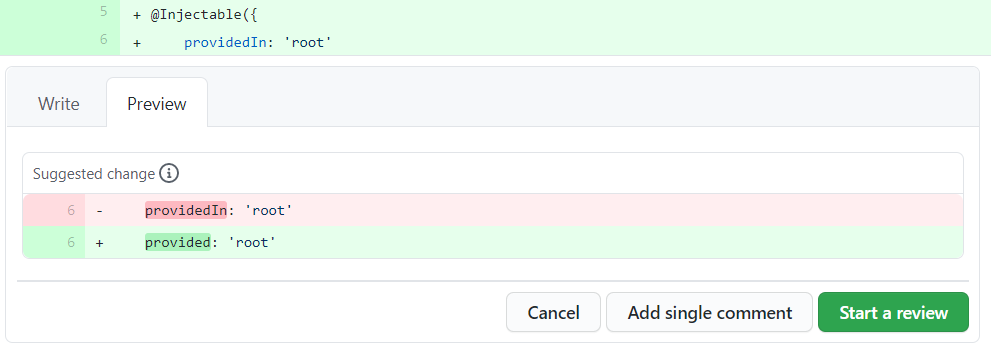 5 + @Injectable({
6 + providedIn: 'root'
Write Preview
Suggested change
6 - providedIn: 'root'
6 + provided: 'root'
Cancel Add single comment Start a review